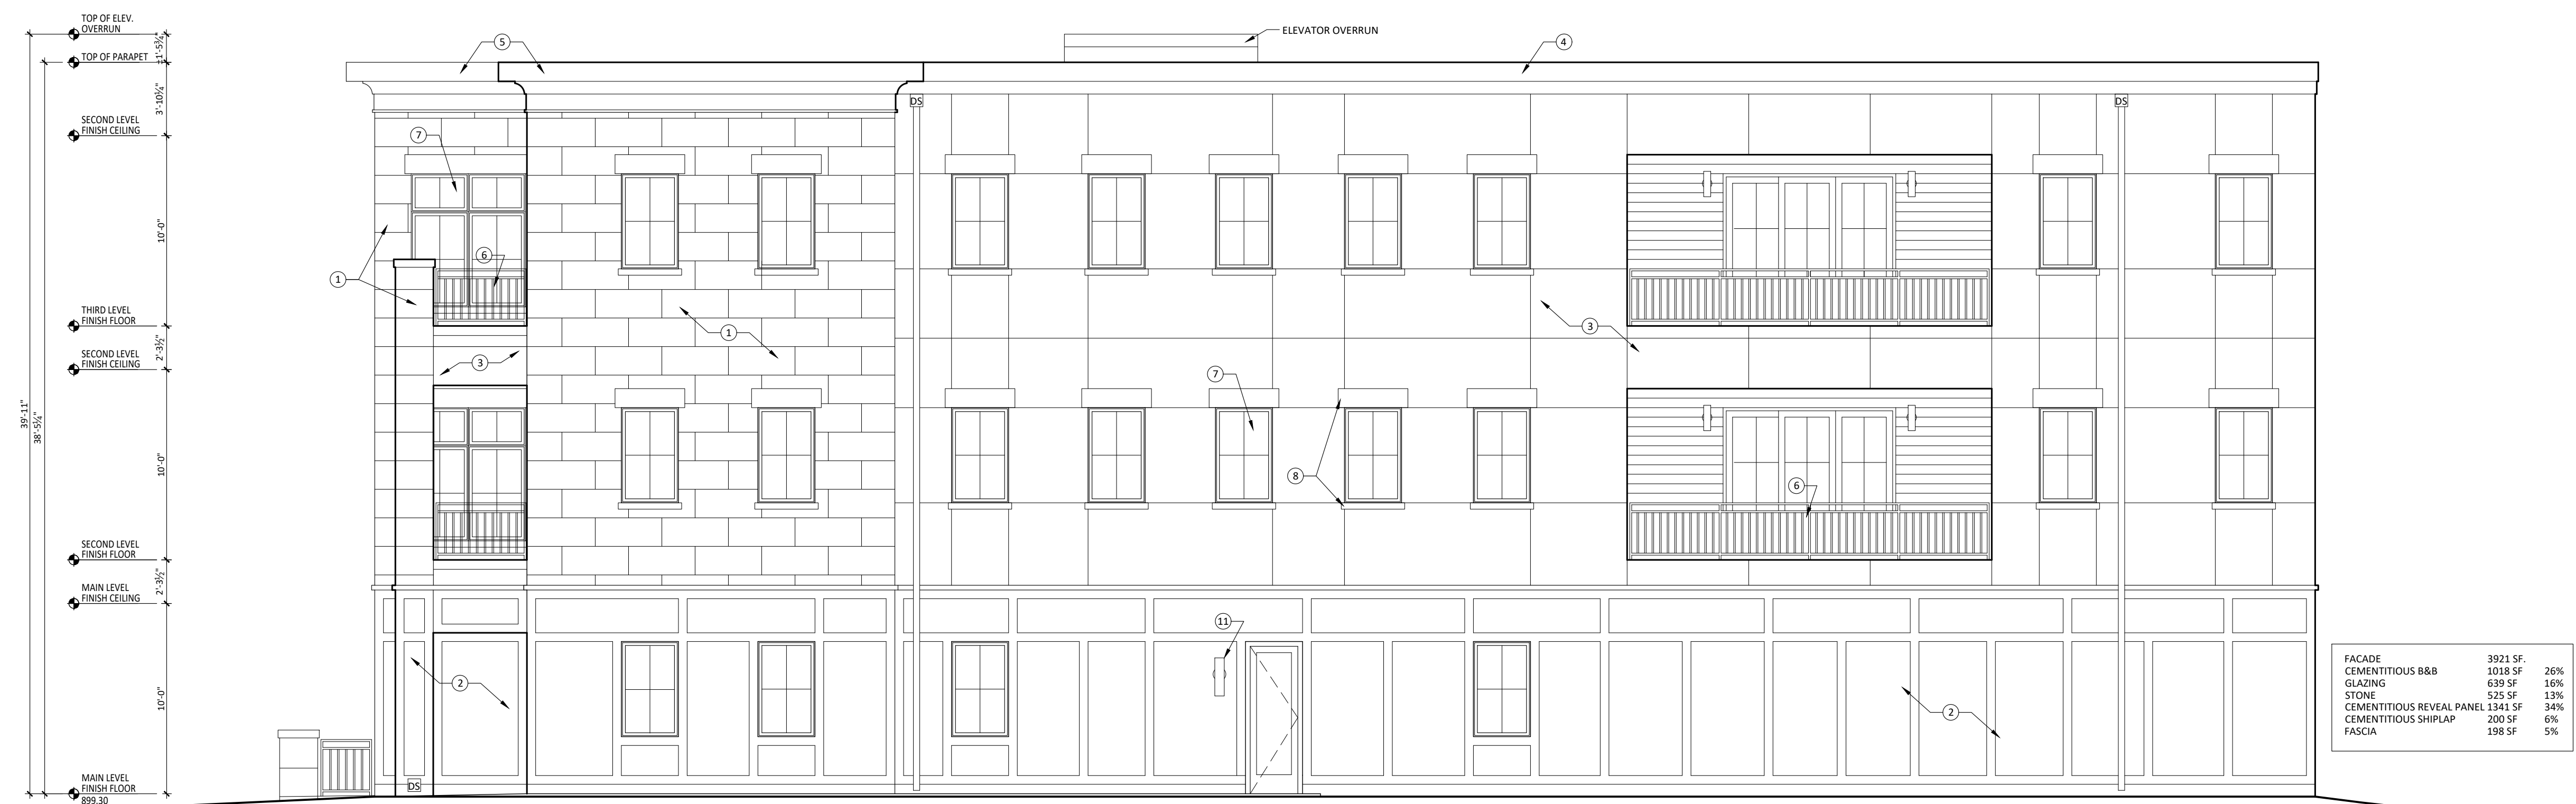 TOP OF ELEV.
OVERRUN
TOP OF PARAPET
SECOND LEVEL
FINISH CEILING
THIRD LEVEL
FINISH FLOOR
SECOND LEVEL
FINISH CEILING
SECOND LEVEL
FINISH FLOOR
MAIN LEVEL
FINISH CEILING
MAIN LEVEL
FINISH FLOOR
899.30
39'-11"
38'-5¼"
±1'-5¾"
3'-10¾"
10'-0"
2'-3½"
10'-0"
2'-3½"
10'-0"
5
ELEVATOR OVERRUN
4
DS
DS
7
6
1
1
3
3
7
8
6
11
2
2
DS
FACADE 3921 SF.
CEMENTITIOUS B&B 1018 SF 26%
GLAZING 639 SF 16%
STONE 525 SF 13%
CEMENTITIOUS REVEAL PANEL 1341 SF 34%
CEMENTITIOUS SHIPLAP 200 SF 6%
FASCIA 198 SF 5%